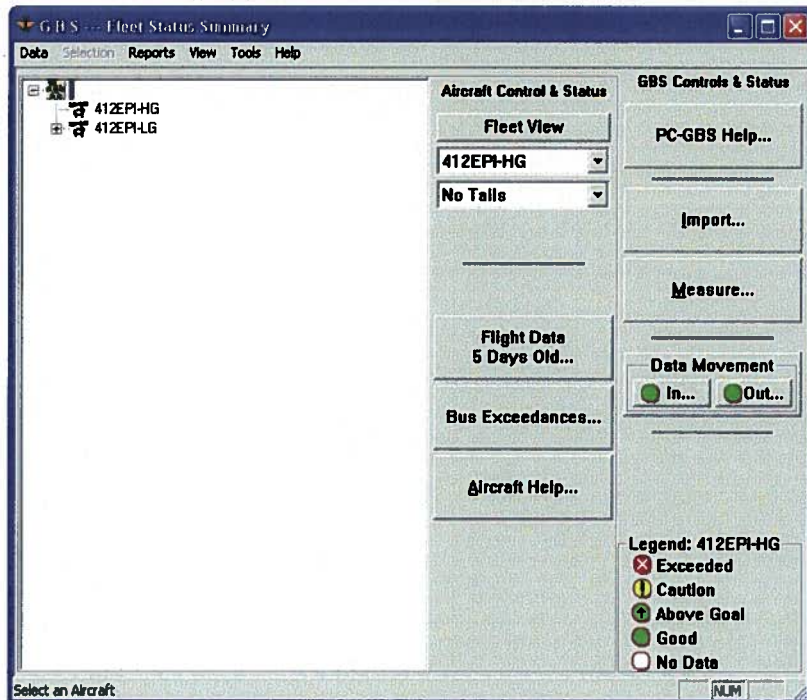 G B S --- Fleet Status Summary
Data Selection Reports View Tools Help
412EPI-HG
412EPI-LG
Aircraft Control & Status
Fleet View
412EPI-HG
No Tails
Flight Data
5 Days Old...
Bus Exceedances...
Aircraft Help...
GBS Controls & Status
PC-GBS Help...
Import...
Measure...
Data Movement
In... Out...
Legend: 412EPI-HG
Exceeded
Caution
Above Goal
Good
No Data
Select an Aircraft
NUM